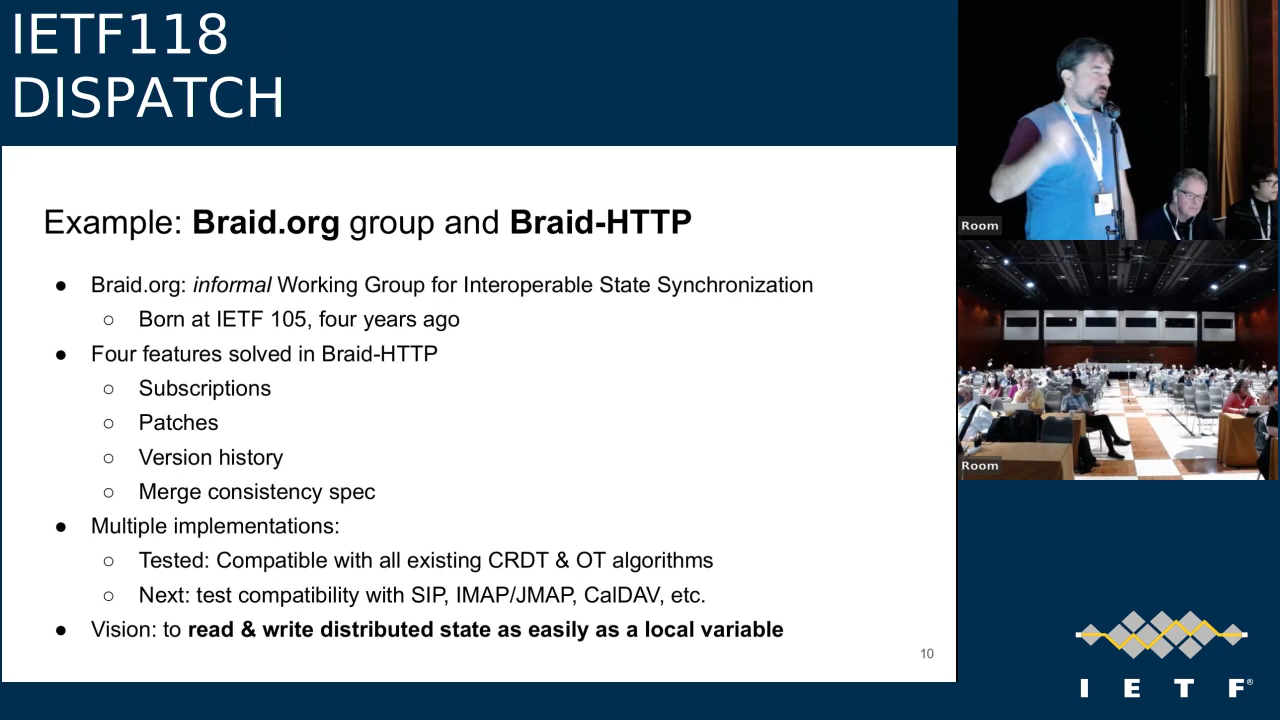 IETF118
DISPATCH
Example: Braid.org group and Braid-HTTP
● Braid.org: informal Working Group for Interoperable State Synchronization
○ Born at IETF 105, four years ago
● Four features solved in Braid-HTTP
○ Subscriptions
○ Patches
○ Version history
○ Merge consistency spec
● Multiple implementations:
○ Tested: Compatible with all existing CRDT & OT algorithms
○ Next: test compatibility with SIP, IMAP/JMAP, CalDAV, etc.
● Vision: to read & write distributed state as easily as a local variable
10
Room
Room
I E T F®